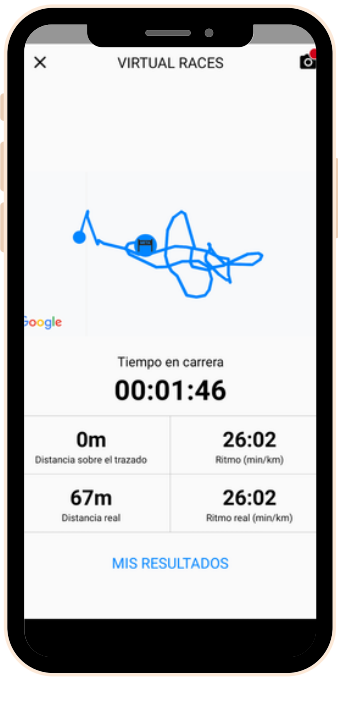 VIRTUAL RACES
Google
Tiempo en carrera
00:01:46
0m
Distancia sobre el trazado
26:02
Ritmo (min/km)
67m
Distancia real
26:02
Ritmo real (min/km)
MIS RESULTADOS